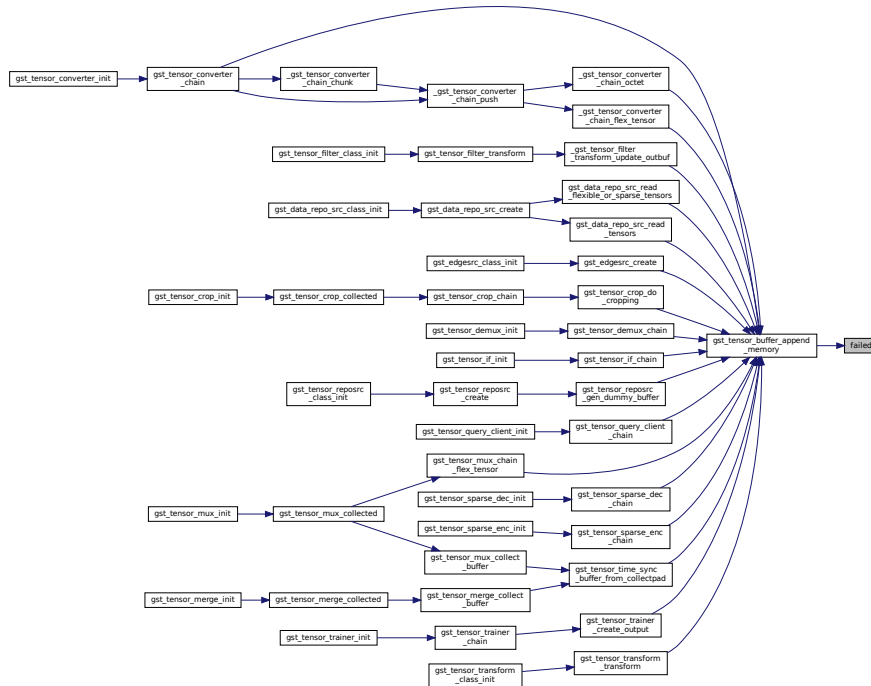 gst_tensor_converter_init
gst_tensor_converter
_chain
_gst_tensor_converter
_chain_chunk
_gst_tensor_converter
_chain_push
_gst_tensor_converter
_chain_octet
_gst_tensor_converter
_chain_flex_tensor
gst_tensor_filter_class_init
gst_tensor_filter_transform
_gst_tensor_filter
_transform_update_outbuf
gst_data_repo_src_class_init
gst_data_repo_src_create
gst_data_repo_src_read
_flexible_or_sparse_tensors
gst_data_repo_src_read
_tensors
gst_edgesrc_class_init
gst_edgesrc_create
gst_tensor_crop_init
gst_tensor_crop_collected
gst_tensor_crop_chain
gst_tensor_crop_do
_cropping
gst_tensor_demux_init
gst_tensor_demux_chain
gst_tensor_buffer_append
_memory
failed
gst_tensor_if_init
gst_tensor_if_chain
gst_tensor_reposrc
_class_init
gst_tensor_reposrc
_create
gst_tensor_reposrc
_gen_dummy_buffer
gst_tensor_query_client_init
gst_tensor_query_client
_chain
gst_tensor_mux_chain
_flex_tensor
gst_tensor_sparse_dec_init
gst_tensor_sparse_dec
_chain
gst_tensor_mux_init
gst_tensor_mux_collected
gst_tensor_sparse_enc_init
gst_tensor_sparse_enc
_chain
gst_tensor_mux_collect
_buffer
gst_tensor_time_sync
_buffer_from_collectpad
gst_tensor_merge_init
gst_tensor_merge_collected
gst_tensor_merge_collect
_buffer
gst_tensor_trainer_init
gst_tensor_trainer
_chain
gst_tensor_trainer
_create_output
gst_tensor_transform
_class_init
gst_tensor_transform
_transform